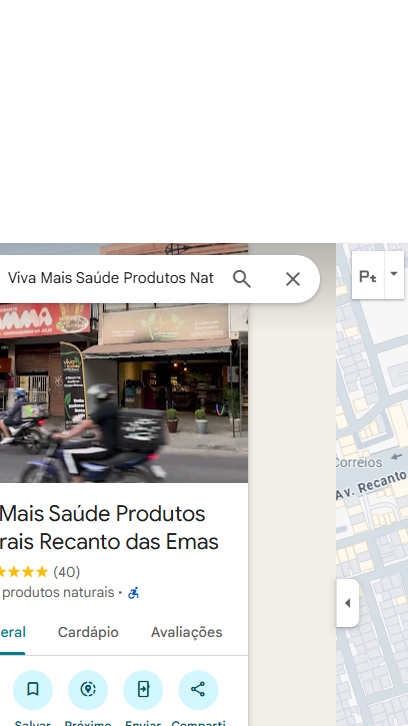 Viva Mais Saúde Produtos Nat
Pt
Mais Saúde Produtos
rais Recanto das Emas
(40)
produtos naturais •
eral
Cardápio
Avaliações
Salvar
Próximo
Enviar
Comparti
Correios
Av. Recanto